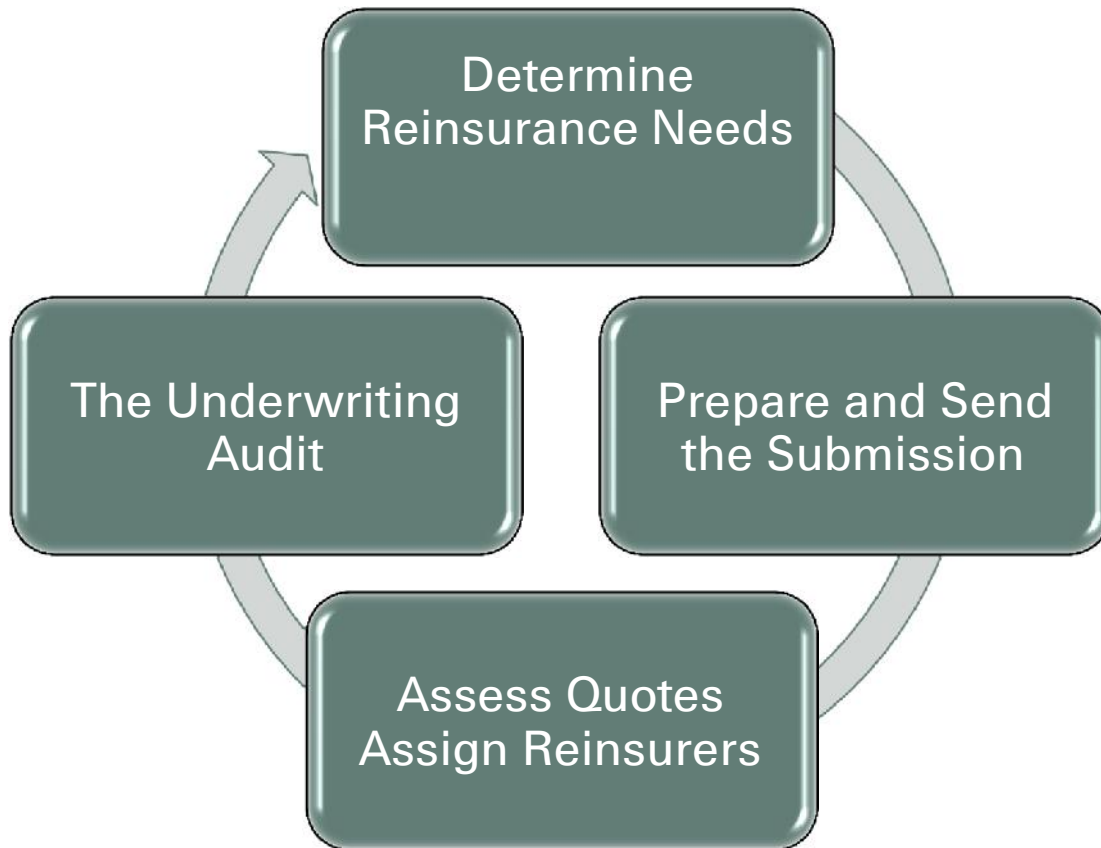 Determine
Reinsurance Needs
Prepare and Send
the Submission
Assess Quotes
Assign Reinsurers
The Underwriting
Audit